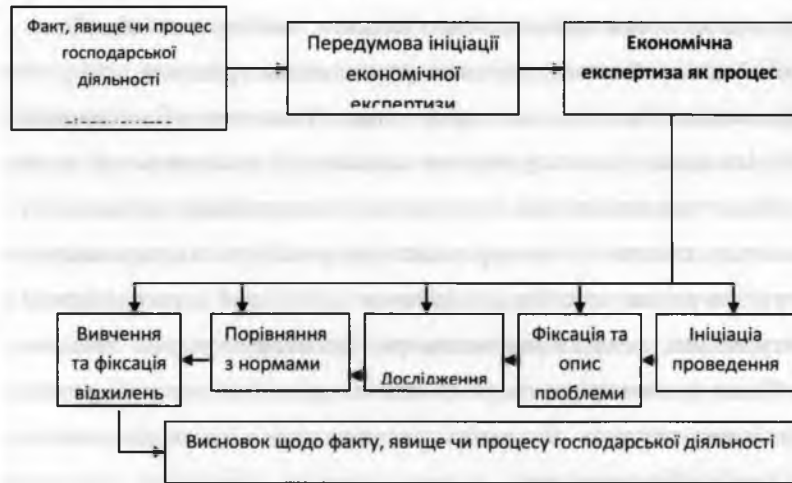 Факт, явище чи процес
господарської
діяльності
Передумова ініціації
економічної
експертизи
Економічна
експертиза як процес
Вивчення
та фіксація
відхилень
Порівняння
з нормами
Дослідження
Фіксація та
опис
проблеми
Ініціація
проведення
Висновок щодо факту, явище чи процесу господарської діяльності